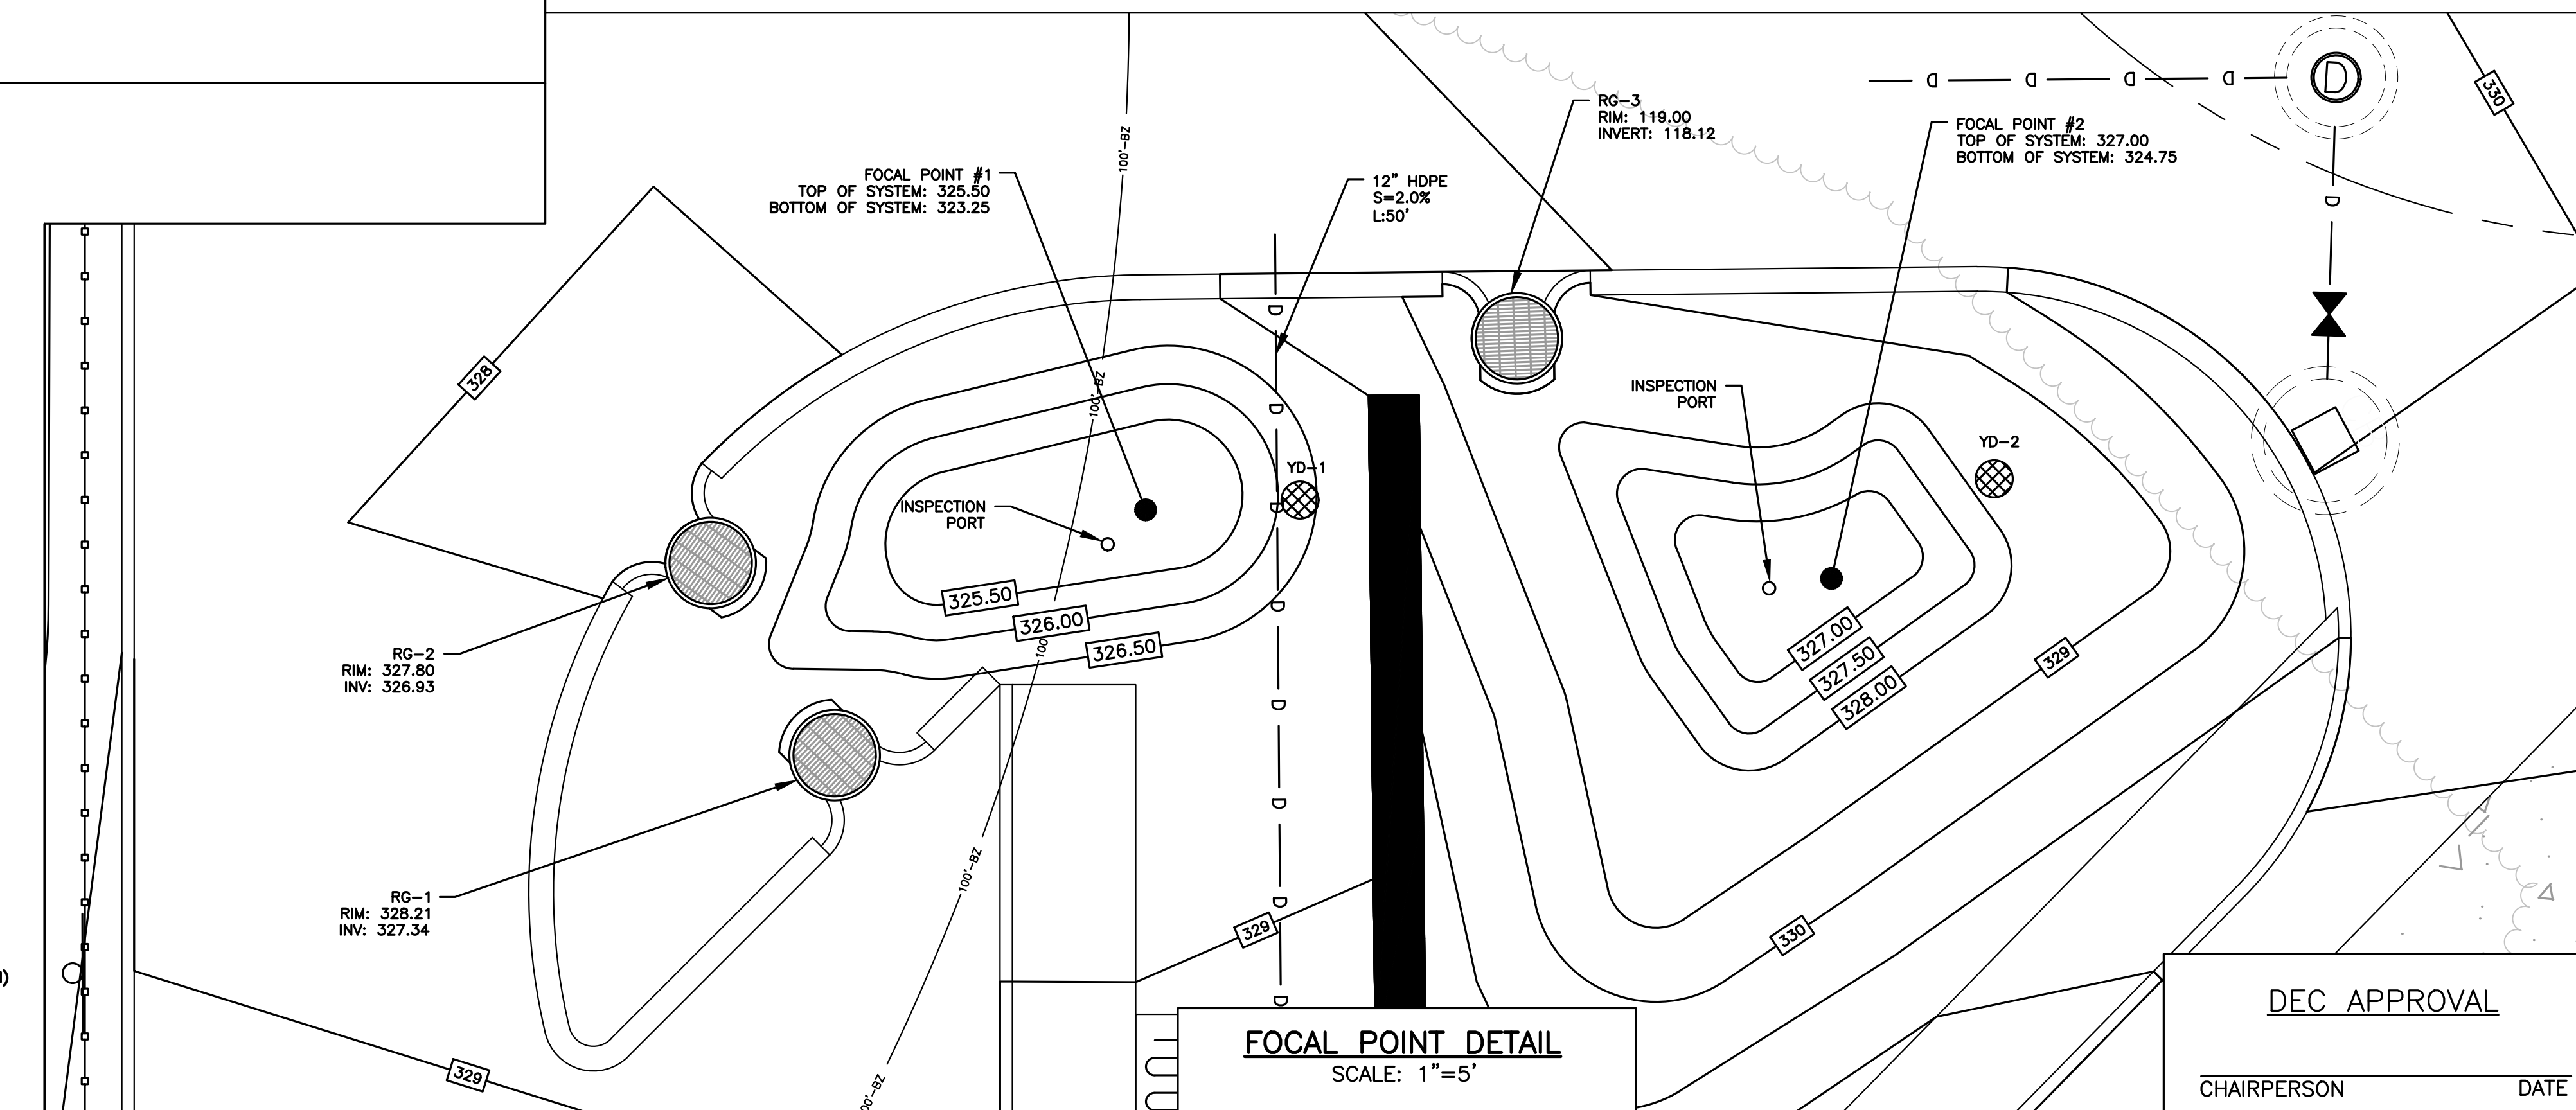 RG-3
RIM: 119.00
INVERT: 118.12
FOCAL POINT #2
TOP OF SYSTEM: 327.00
BOTTOM OF SYSTEM: 324.75
FOCAL POINT #1
TOP OF SYSTEM: 325.50
BOTTOM OF SYSTEM: 323.25
12" HDPE
S=2.0%
L:50'
D D D D
D
330
D
100'-BZ
100'-BZ
328
D
D
D
D
D
D
D
D
INSPECTION
PORT
INSPECTION
PORT
YD-1
YD-2
325.50
326.00
326.50
100
327.00
327.50
328.00
329
RG-2
RIM: 327.80
INV: 326.93
RG-1
RIM: 328.21
INV: 327.34
100'-BZ
329
330
329
00'-BZ
FOCAL POINT DETAIL
SCALE: 1"=5'
DEC APPROVAL
CHAIRPERSON DATE